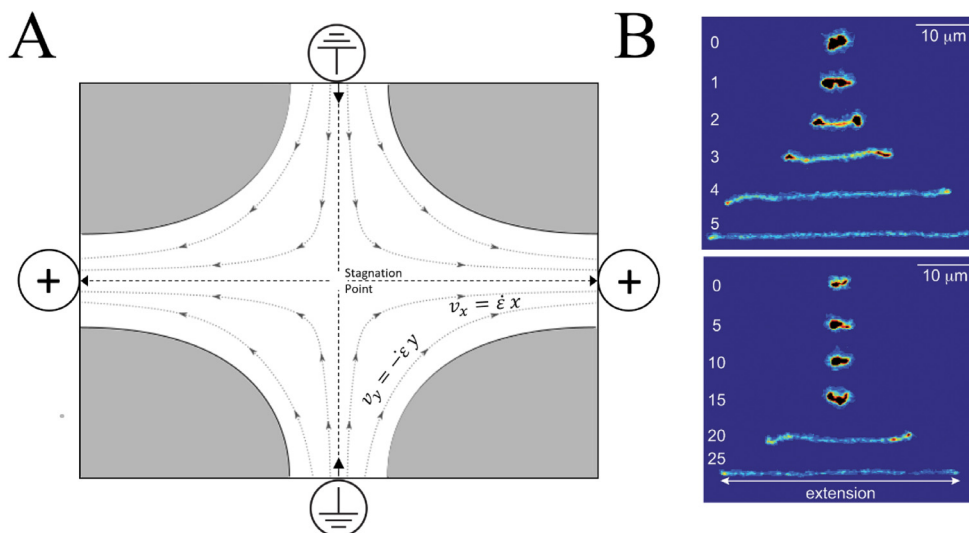 A
+
+
Stagnation
Point
vₓ = ε̇ x
v_y = −ε̇ y
B
10 μm
0
1
2
3
4
5
10 μm
0
5
10
15
20
25
extension